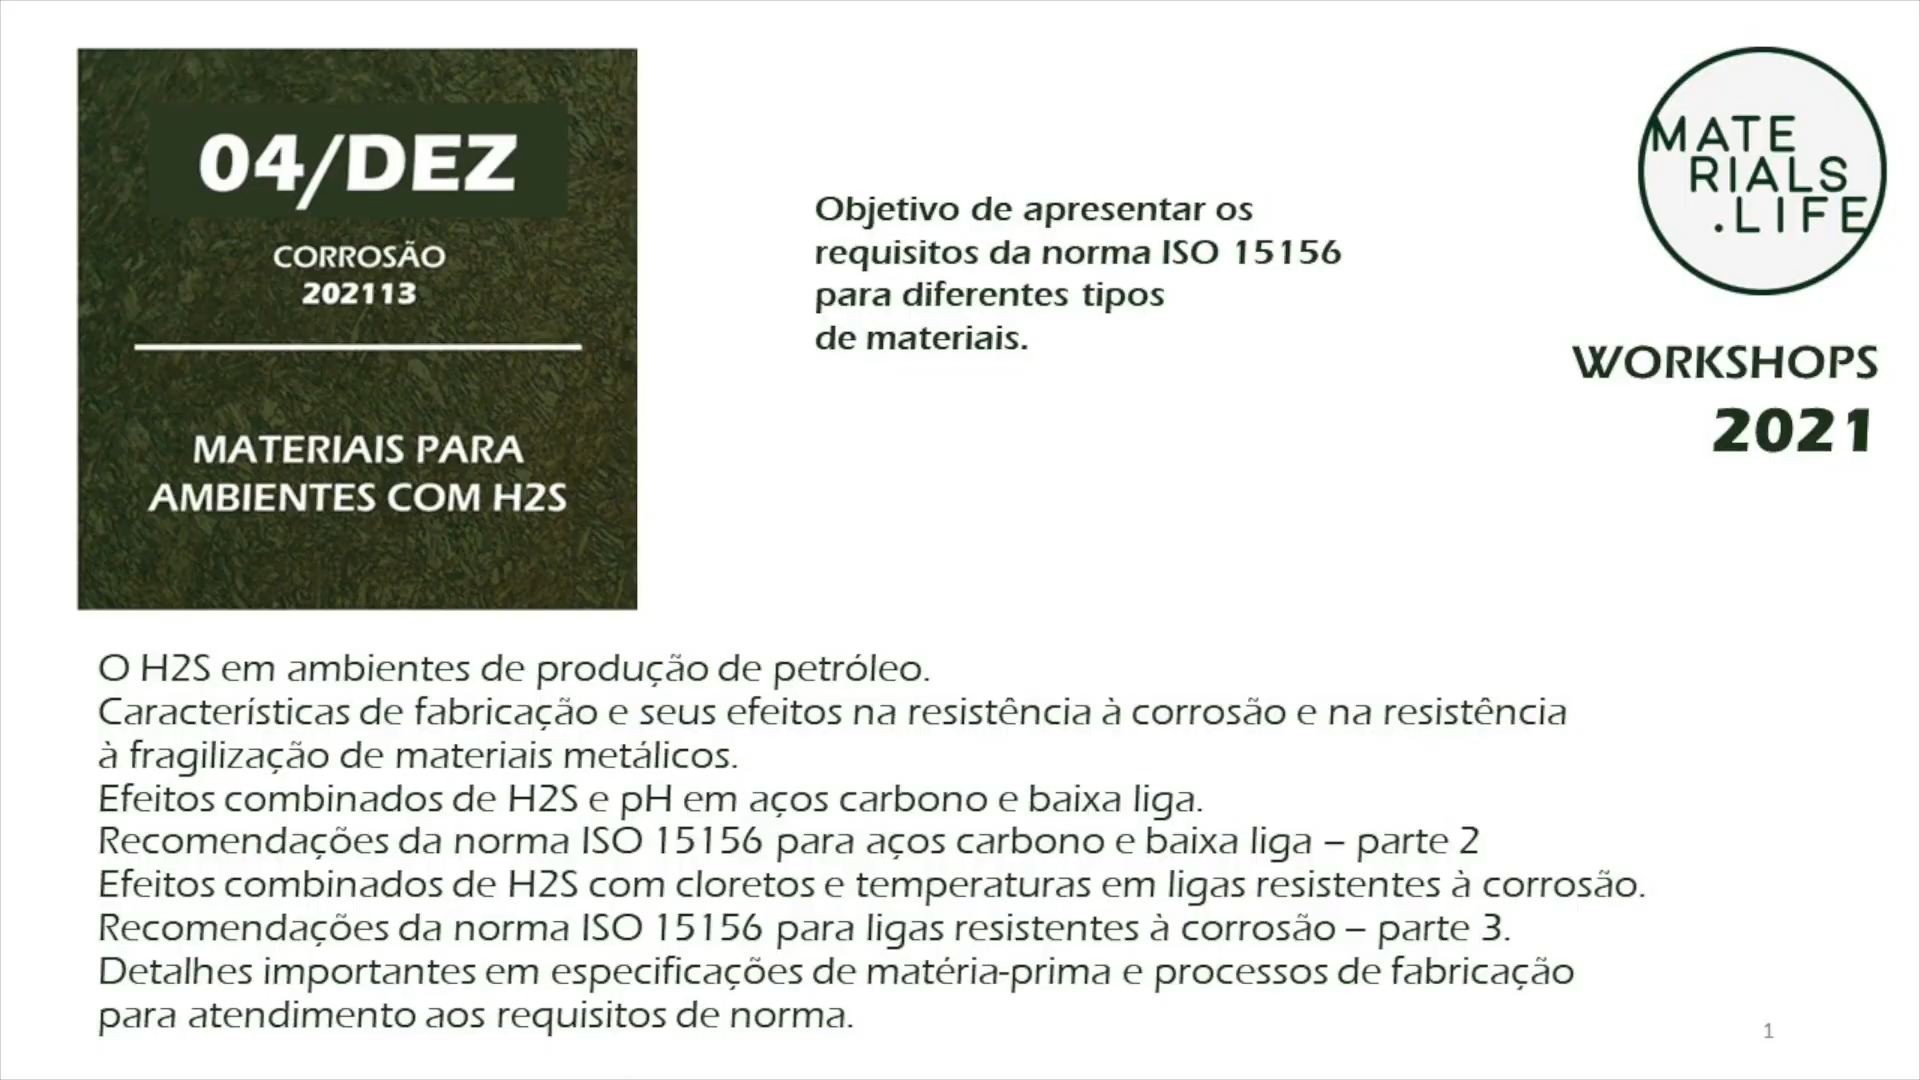 04/DEZ
CORROSÃO
202113
MATERIAIS PARA
AMBIENTES COM H2S
Objetivo de apresentar os
requisitos da norma ISO 15156
para diferentes tipos
de materiais.
MATE
RIALS
.LIFE
WORKSHOPS
2021
O H2S em ambientes de produção de petróleo.
Características de fabricação e seus efeitos na resistência à corrosão e na resistência
à fragilização de materiais metálicos.
Efeitos combinados de H2S e pH em aços carbono e baixa liga.
Recomendações da norma ISO 15156 para aços carbono e baixa liga – parte 2
Efeitos combinados de H2S com cloretos e temperaturas em ligas resistentes à corrosão.
Recomendações da norma ISO 15156 para ligas resistentes à corrosão – parte 3.
Detalhes importantes em especificações de matéria-prima e processos de fabricação
para atendimento aos requisitos de norma.
1